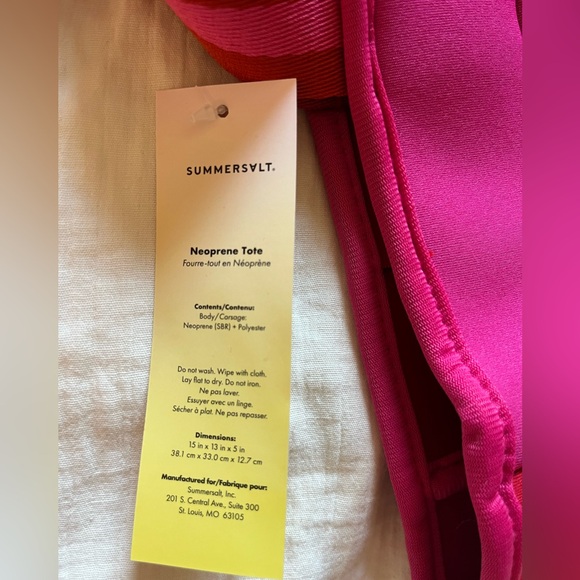 SUMMERSALT®
Neoprene Tote
Fourre-tout en Néoprène
Contents/Contenu:
Body/Corsage:
Neoprene (SBR) + Polyester
Do not wash. Wipe with cloth.
Lay flat to dry. Do not iron.
Ne pas laver.
Essuyer avec un linge.
Sécher à plat. Ne pas repasser.
Dimensions:
15 in x 13 in x 5 in
38.1 cm x 33.0 cm x 12.7 cm
Manufactured for/Fabrique pour:
Summersalt, Inc.
201 S. Central Ave., Suite 300
St. Louis, MO 63105